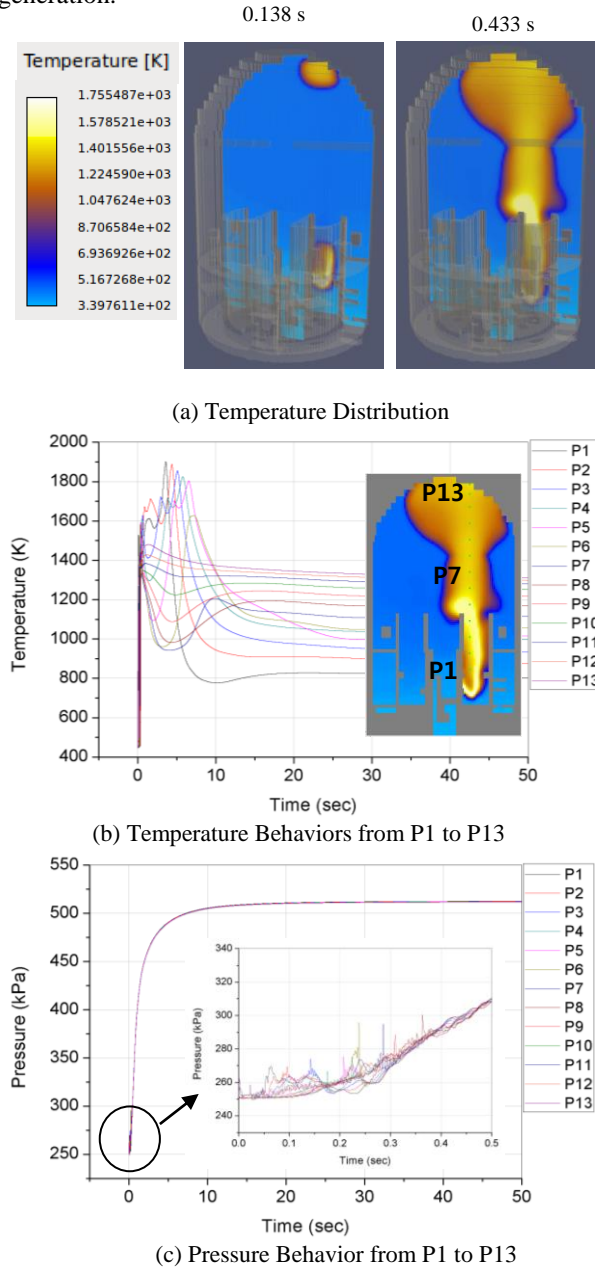 generation.
0.138 s 0.433 s
Temperature [K]
1.755487e+03
1.578521e+03
1.401556e+03
1.224590e+03
1.047624e+03
8.706584e+02
6.936926e+02
5.167268e+02
3.397611e+02
(a) Temperature Distribution
2000
1800
1600
1400
1200
1000
800
600
400
Temperature (K)
0 10 20 30 40 50
Time (sec)
P13
P7
P1
P1
P2
P3
P4
P5
P6
P7
P8
P9
P10
P11
P12
P13
(b) Temperature Behaviors from P1 to P13
550
500
450
400
350
300
250
Pressure (kPa)
0 10 20 30 40 50
Time (sec)
340
320
300
280
260
240
Pressure (kPa)
0.0 0.1 0.2 0.3 0.4 0.5
Time (sec)
P1
P2
P3
P4
P5
P6
P7
P8
P9
P10
P11
P12
P13
(c) Pressure Behavior from P1 to P13